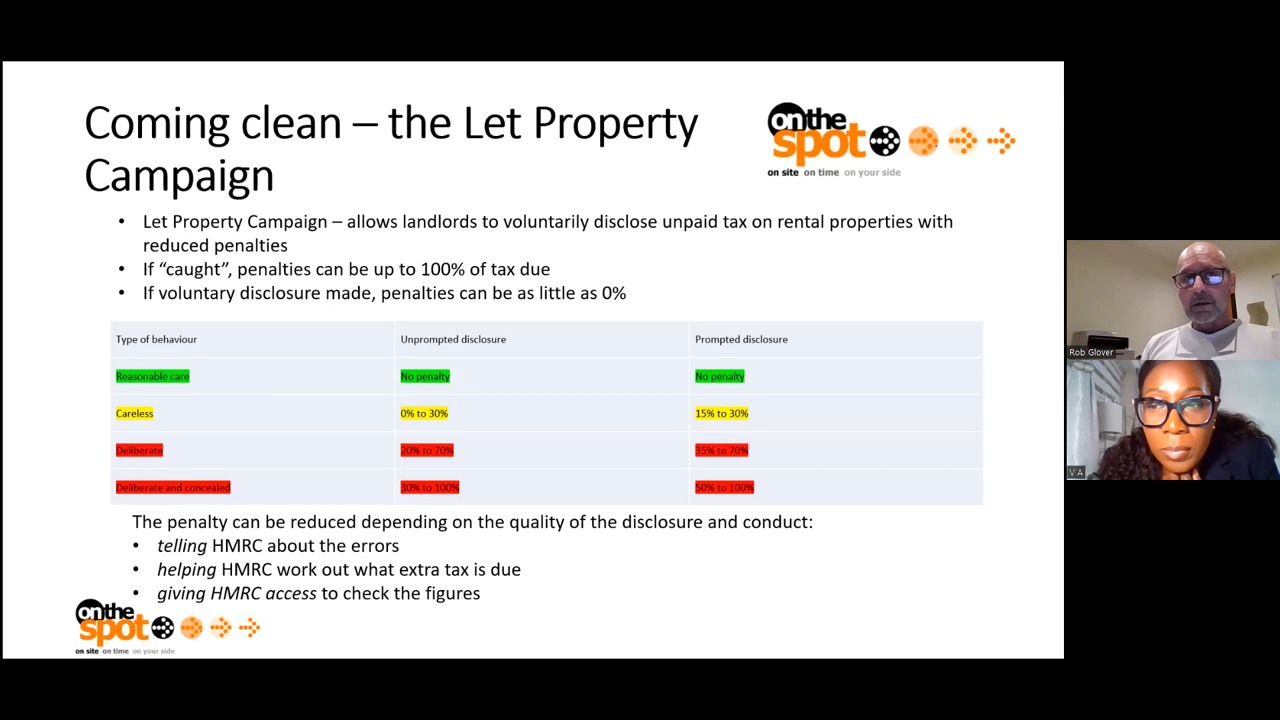 Coming clean – the Let Property
Campaign
on the
spot
on site on time on your side
• Let Property Campaign – allows landlords to voluntarily disclose unpaid tax on rental properties with
reduced penalties
• If “caught”, penalties can be up to 100% of tax due
• If voluntary disclosure made, penalties can be as little as 0%
Type of behaviour Unprompted disclosure Prompted disclosure
Reasonable care No penalty No penalty
Careless 0% to 30% 15% to 30%
Deliberate 20% to 70% 35% to 70%
Deliberate and concealed 30% to 100% 50% to 100%
The penalty can be reduced depending on the quality of the disclosure and conduct:
• telling HMRC about the errors
• helping HMRC work out what extra tax is due
• giving HMRC access to check the figures
on the
spot
on site on time on your side
Rob Glover
V A